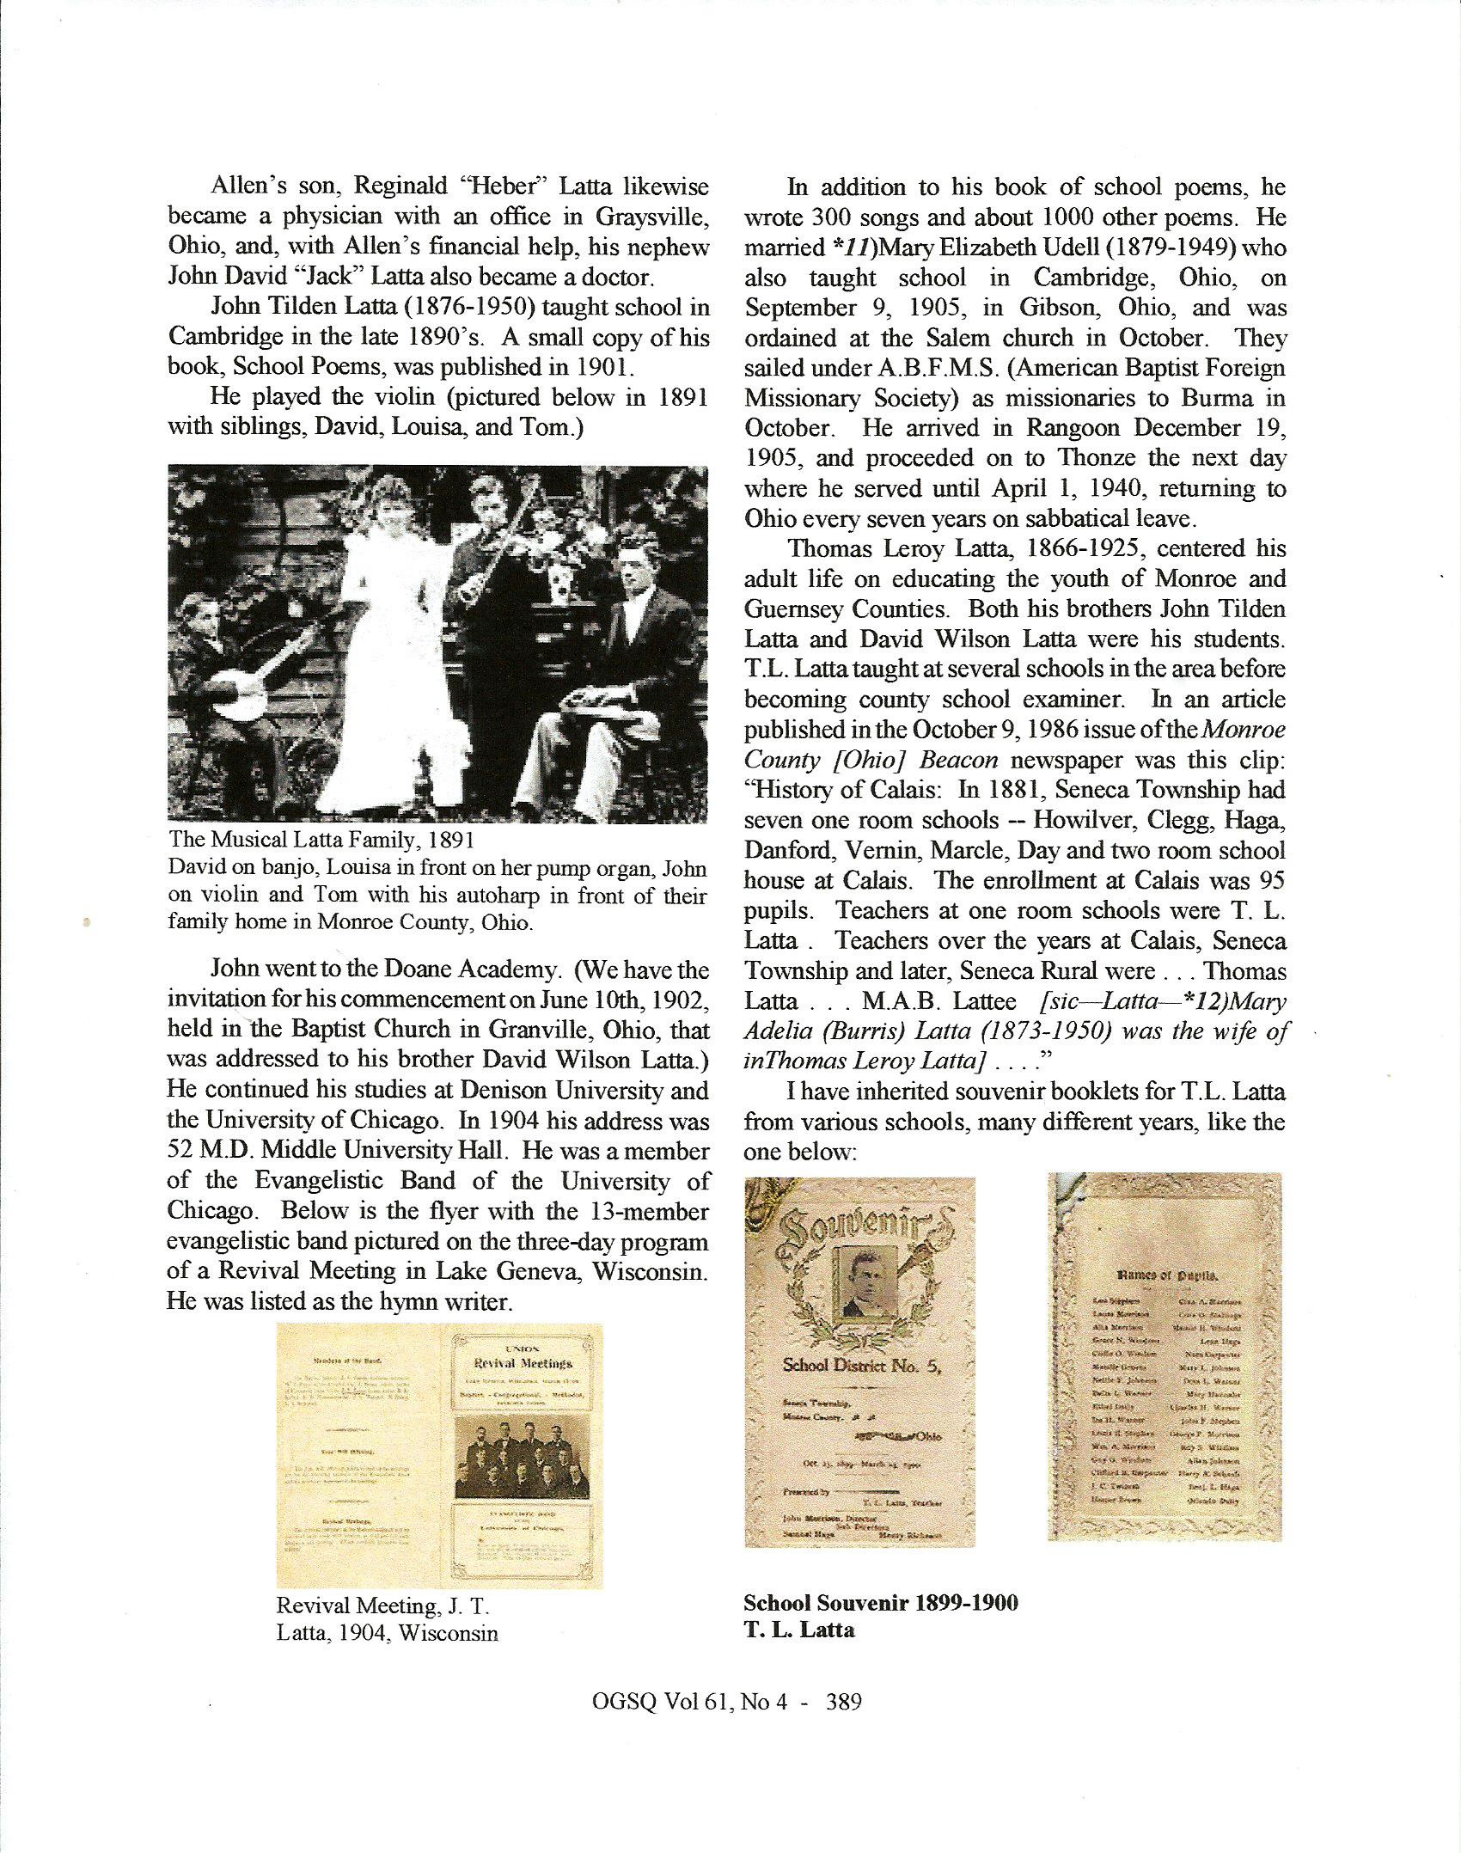 Allen's son, Reginald "Heber" Latta likewise
became a physician with an office in Graysville,
Ohio, and, with Allen's financial help, his nephew
John David "Jack" Latta also became a doctor.
John Tilden Latta (1876-1950) taught school in
Cambridge in the late 1890's. A small copy of his
book, School Poems, was published in 1901.
He played the violin (pictured below in 1891
with siblings, David, Louisa, and Tom.)
The Musical Latta Family, 1891
David on banjo, Louisa in front on her pump organ, John
on violin and Tom with his autoharp in front of their
family home in Monroe County, Ohio.
John went to the Doane Academy. (We have the
invitation for his commencement on June 10th, 1902,
held in the Baptist Church in Granville, Ohio, that
was addressed to his brother David Wilson Latta.)
He continued his studies at Denison University and
the University of Chicago. In 1904 his address was
52 M.D. Middle University Hall. He was a member
of the Evangelistic Band of the University of
Chicago. Below is the flyer with the 13-member
evangelistic band pictured on the three-day program
of a Revival Meeting in Lake Geneva, Wisconsin.
He was listed as the hymn writer.
Members of the Band.
Revival Meetings.
UNION
Revival Meetings
Baptist, - Congregational, - Methodist,
EVANGELISTIC BAND
University of Chicago,
Revival Meeting, J. T.
Latta, 1904, Wisconsin
In addition to his book of school poems, he
wrote 300 songs and about 1000 other poems. He
married *11)Mary Elizabeth Udell (1879-1949) who
also taught school in Cambridge, Ohio, on
September 9, 1905, in Gibson, Ohio, and was
ordained at the Salem church in October. They
sailed under A.B.F.M.S. (American Baptist Foreign
Missionary Society) as missionaries to Burma in
October. He arrived in Rangoon December 19,
1905, and proceeded on to Thonze the next day
where he served until April 1, 1940, returning to
Ohio every seven years on sabbatical leave.
Thomas Leroy Latta, 1866-1925, centered his
adult life on educating the youth of Monroe and
Guernsey Counties. Both his brothers John Tilden
Latta and David Wilson Latta were his students.
T.L. Latta taught at several schools in the area before
becoming county school examiner. In an article
published in the October 9, 1986 issue of the Monroe
County [Ohio] Beacon newspaper was this clip:
"History of Calais: In 1881, Seneca Township had
seven one room schools -- Howilver, Clegg, Haga,
Danford, Vernin, Marcle, Day and two room school
house at Calais. The enrollment at Calais was 95
pupils. Teachers at one room schools were T. L.
Latta . Teachers over the years at Calais, Seneca
Township and later, Seneca Rural were . . . Thomas
Latta . . . M.A.B. Lattee [sic—Latta—*12)Mary
Adelia (Burris) Latta (1873-1950) was the wife of
inThomas Leroy Latta] . . . ."
I have inherited souvenir booklets for T.L. Latta
from various schools, many different years, like the
one below:
Souvenir
School District No. 5,
Seneca Township,
Monroe County,
Ohio
Oct. 23, 1899 March 24, 1900
Presented by
T. L. Latta, Teacher
John Morrison, Director
Sub Directors
Samuel Haga Henry Richman
Names of Pupils.
School Souvenir 1899-1900
T. L. Latta
OGSQ Vol 61, No 4 - 389